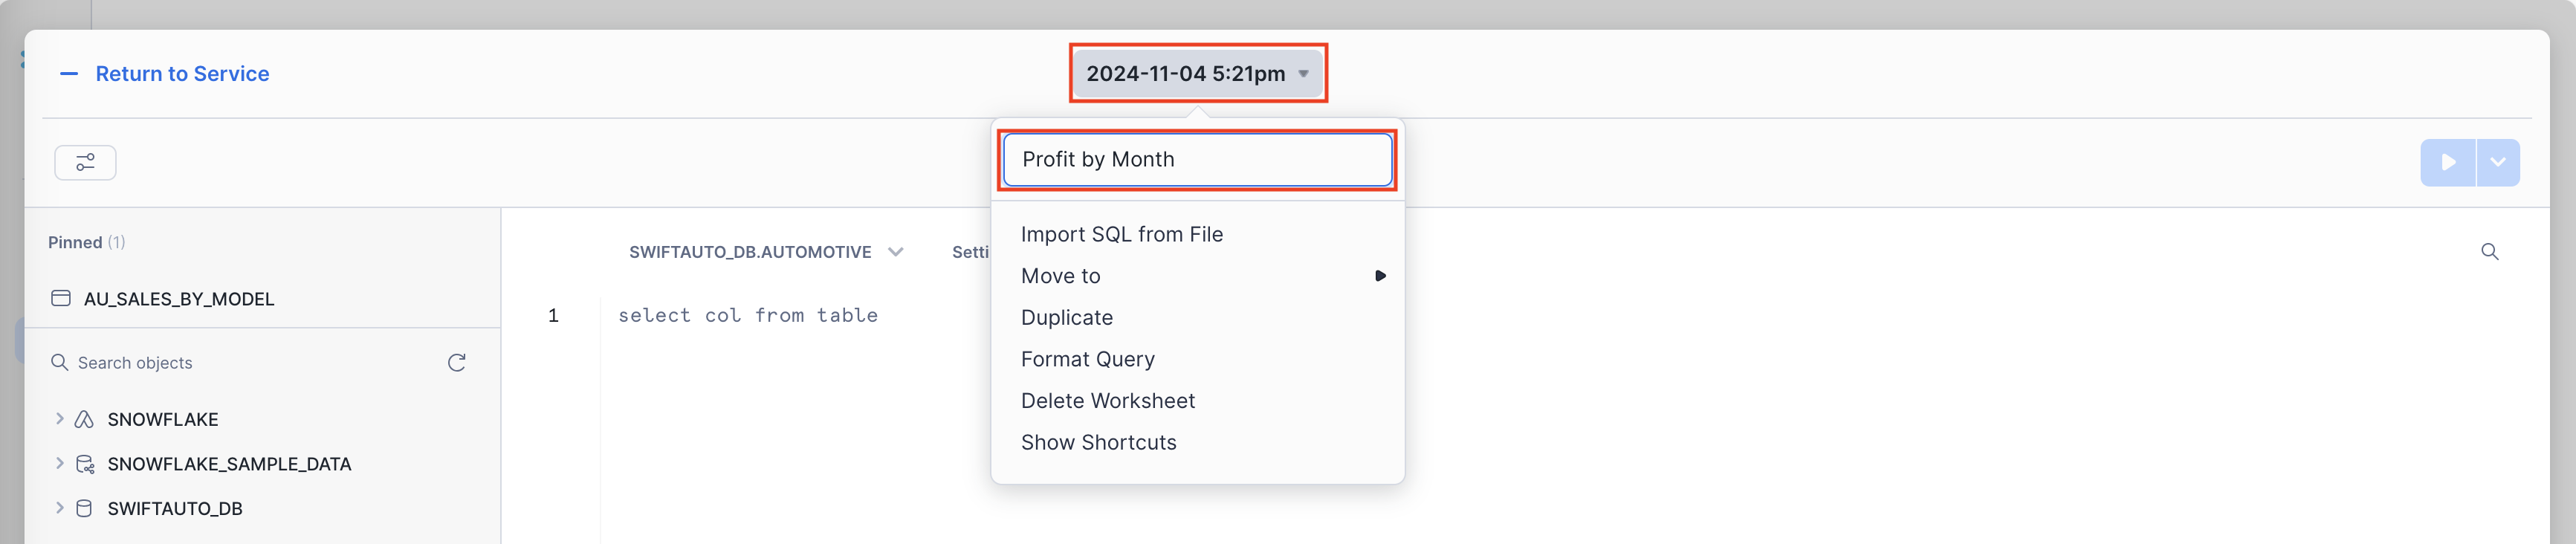 Return to Service
2024-11-04 5:21pm
Profit by Month
Import SQL from File
Move to
Duplicate
Format Query
Delete Worksheet
Show Shortcuts
Pinned (1)
AU_SALES_BY_MODEL
Search objects
SNOWFLAKE
SNOWFLAKE_SAMPLE_DATA
SWIFTAUTO_DB
SWIFTAUTO_DB.AUTOMOTIVE
Setti
1 select col from table